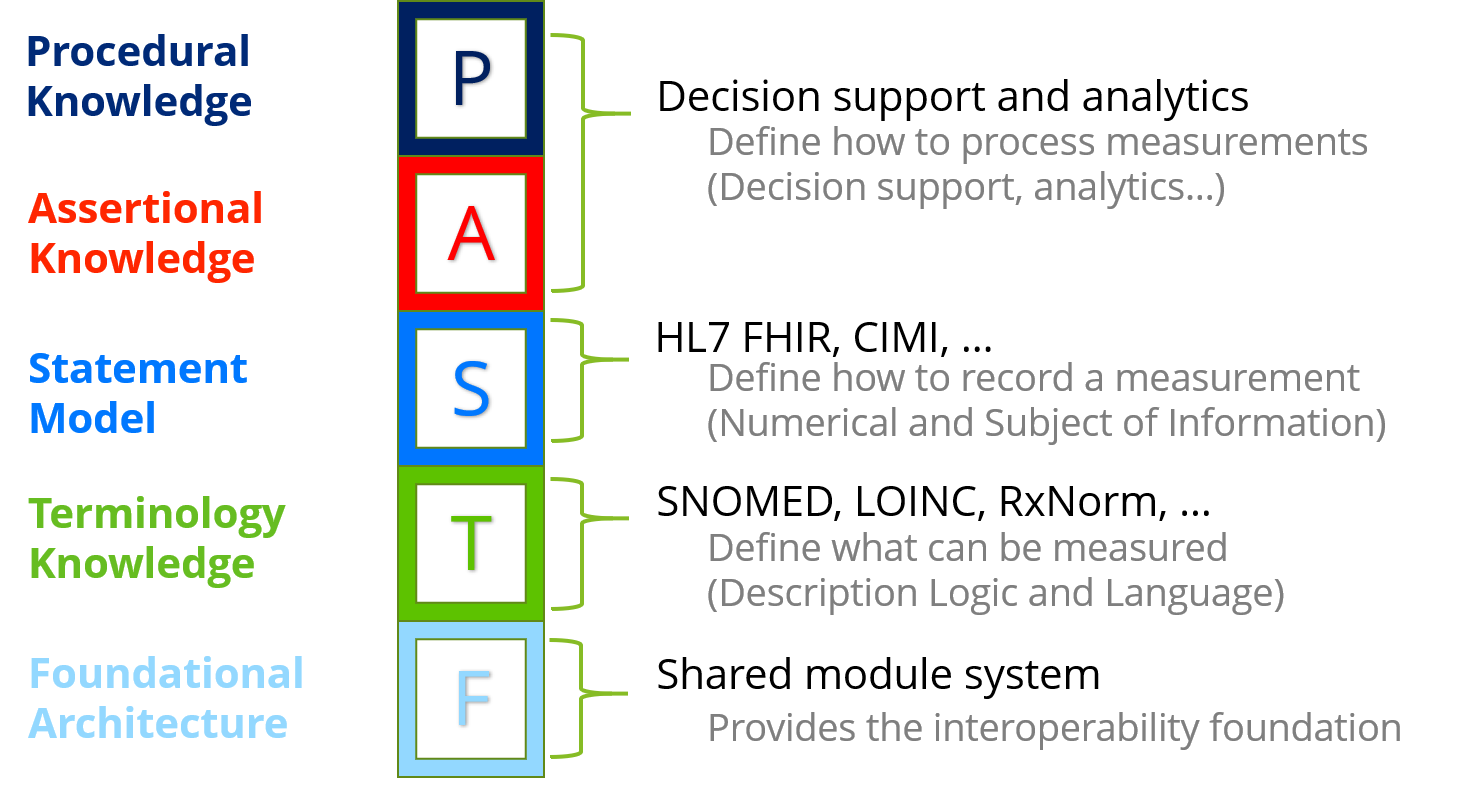 Procedural
Knowledge
P
Decision support and analytics
Define how to process measurements
(Decision support, analytics...)
Assertional
Knowledge
A
Statement
Model
S
HL7 FHIR, CIMI, ...
Define how to record a measurement
(Numerical and Subject of Information)
Terminology
Knowledge
T
SNOMED, LOINC, RxNorm, ...
Define what can be measured
(Description Logic and Language)
Foundational
Architecture
F
Shared module system
Provides the interoperability foundation